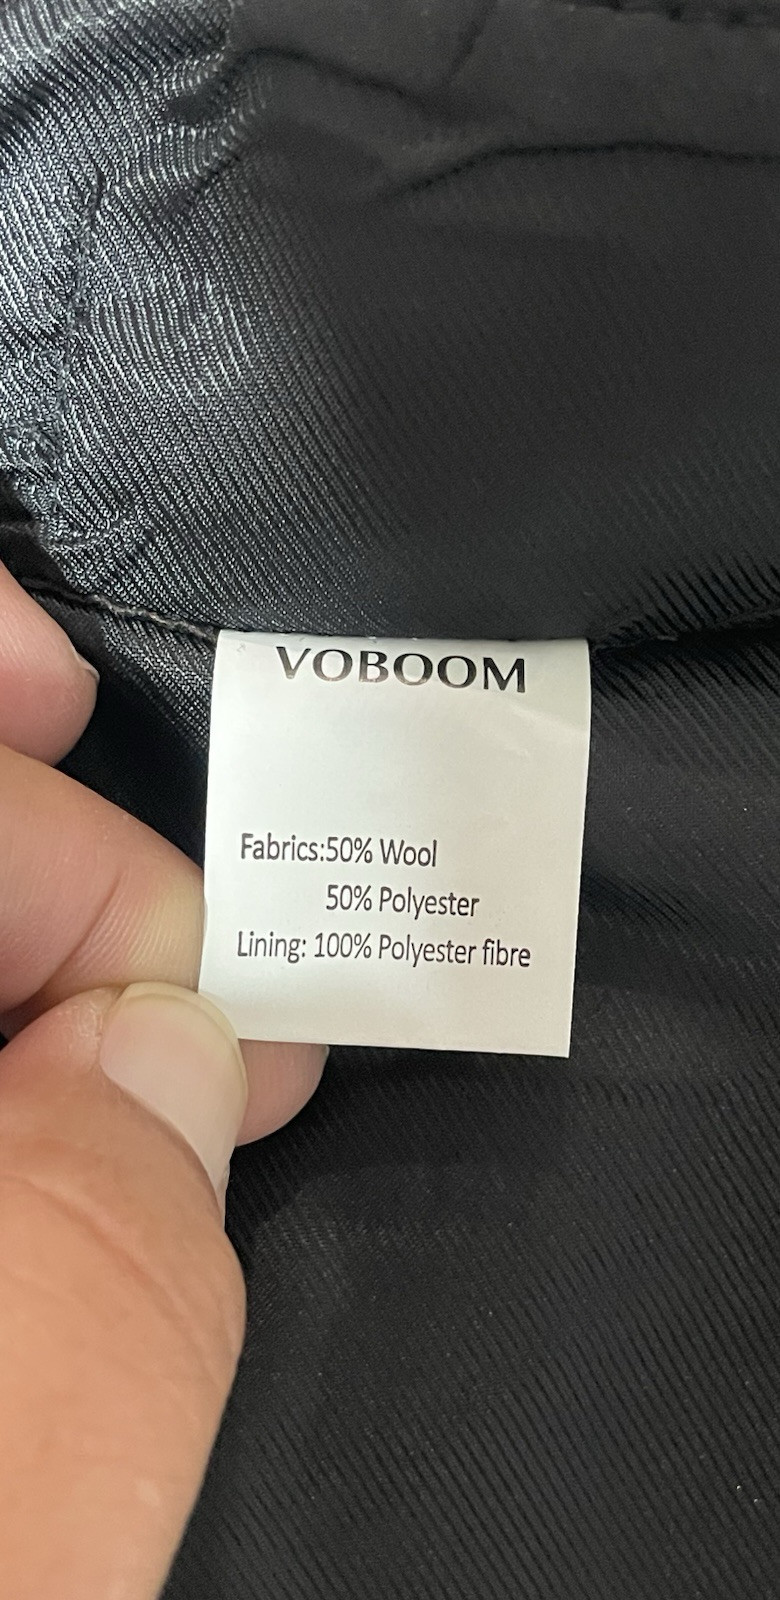 VOBOOM
Fabrics:50% Wool
50% Polyester
Lining: 100% Polyester fibre